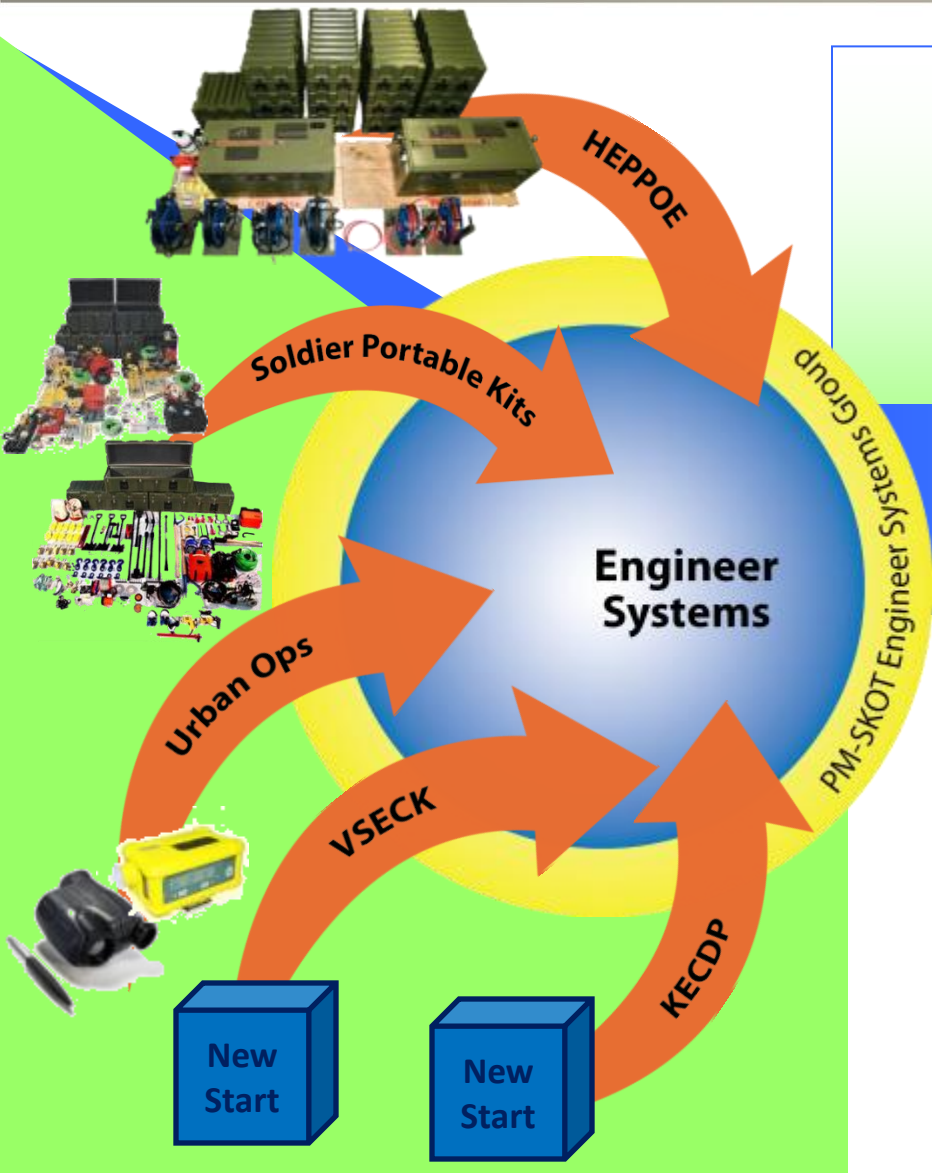 HEPPOE
Soldier Portable Kits
PM-SKOT Engineer Systems Group
Engineer
Systems
Urban Ops
VSECK
KECDP
New
Start
New
Start